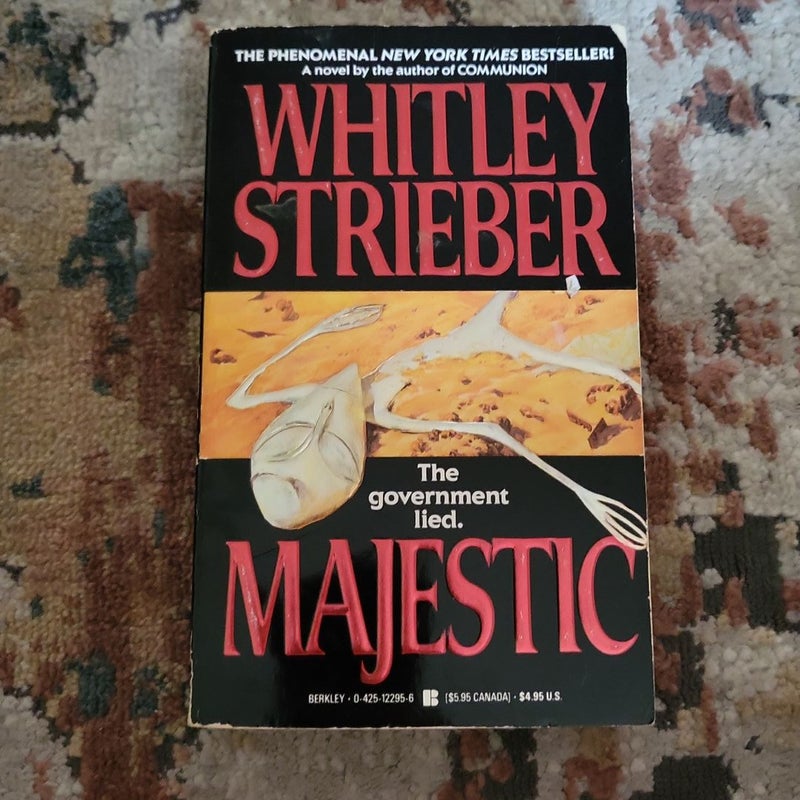 THE PHENOMENAL NEW YORK TIMES BESTSELLER!
A novel by the author of COMMUNION
WHITLEY
STRIEBER
The
government
lied.
MAJESTIC
BERKLEY • 0-425-12295-6 B [$5.95 CANADA] • $4.95 U.S.